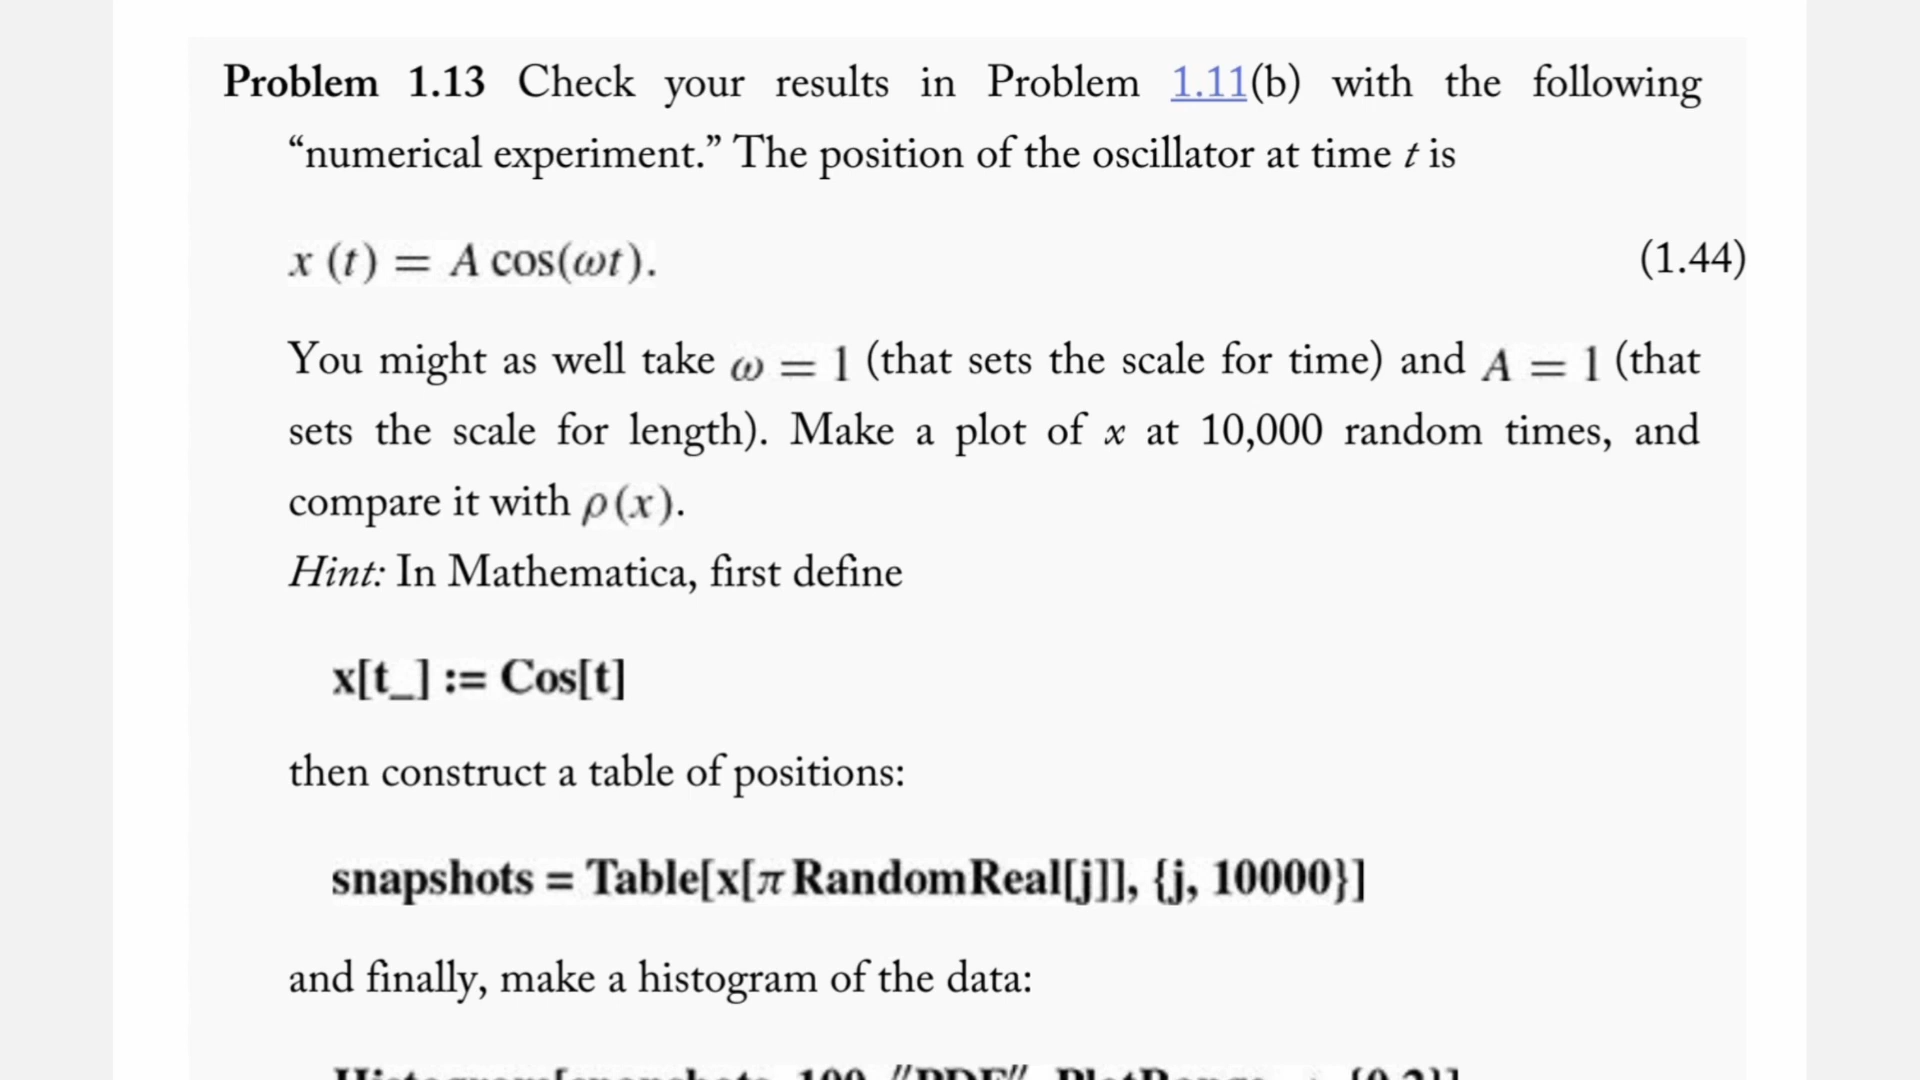 Problem 1.13 Check your results in Problem 1.11(b) with the following
“numerical experiment.” The position of the oscillator at time t is
x (t) = A cos(ωt). (1.44)
You might as well take ω = 1 (that sets the scale for time) and A = 1 (that
sets the scale for length). Make a plot of x at 10,000 random times, and
compare it with ρ(x).
Hint: In Mathematica, first define
x[t_] := Cos[t]
then construct a table of positions:
snapshots = Table[x[π RandomReal[j]], {j, 10000}]
and finally, make a histogram of the data: